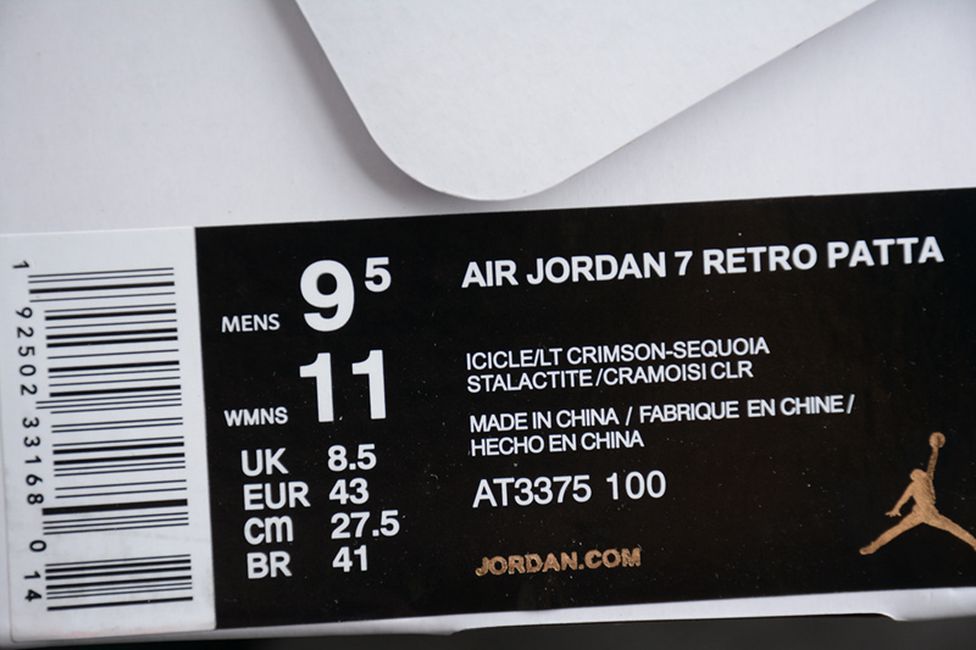 1 92502 33168 0 14
MENS 9 5
WMNS 11
UK 8.5
EUR 43
CM 27.5
BR 41
AIR JORDAN 7 RETRO PATTA
ICICLE/LT CRIMSON-SEQUOIA
STALACTITE/CRAMOISI CLR
MADE IN CHINA / FABRIQUE EN CHINE /
HECHO EN CHINA
AT3375 100
JORDAN.COM